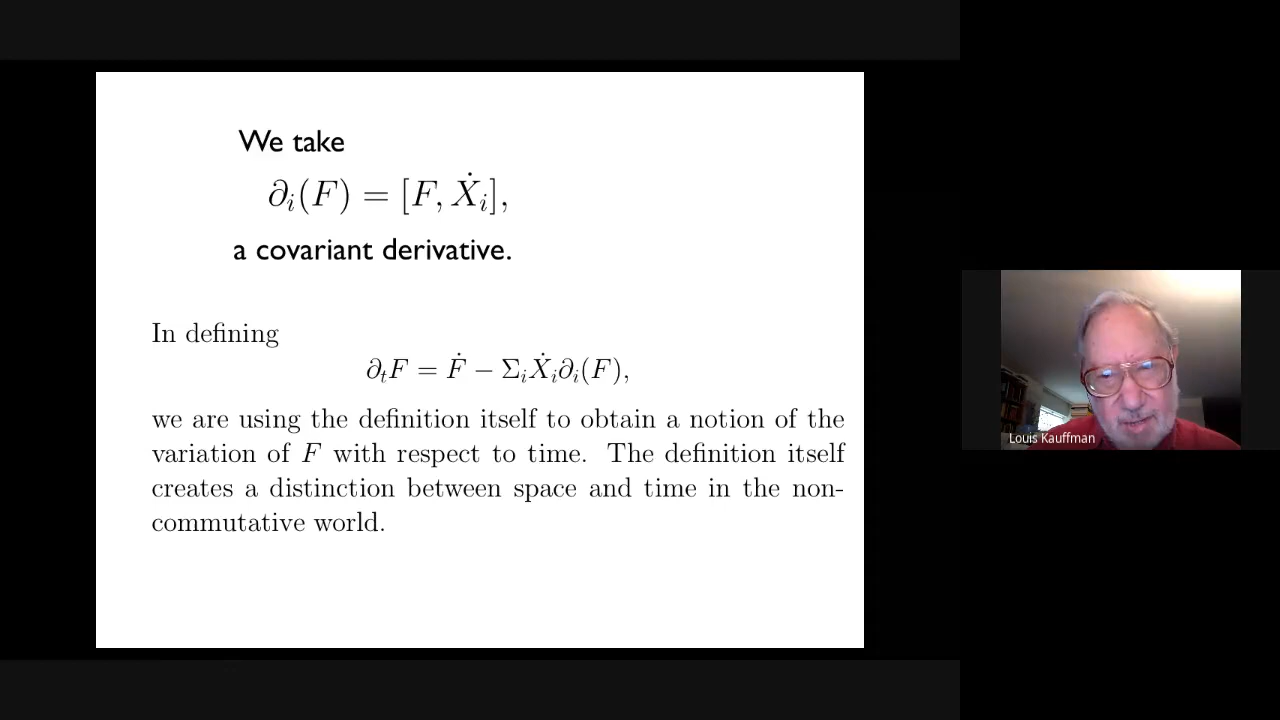 We take
∂ᵢ(F) = [F, Ẋᵢ],
a covariant derivative.
In defining
∂ₜF = Ḟ − ΣᵢẊᵢ∂ᵢ(F),
we are using the definition itself to obtain a notion of the
variation of F with respect to time. The definition itself
creates a distinction between space and time in the non-
commutative world.
Louis Kauffman